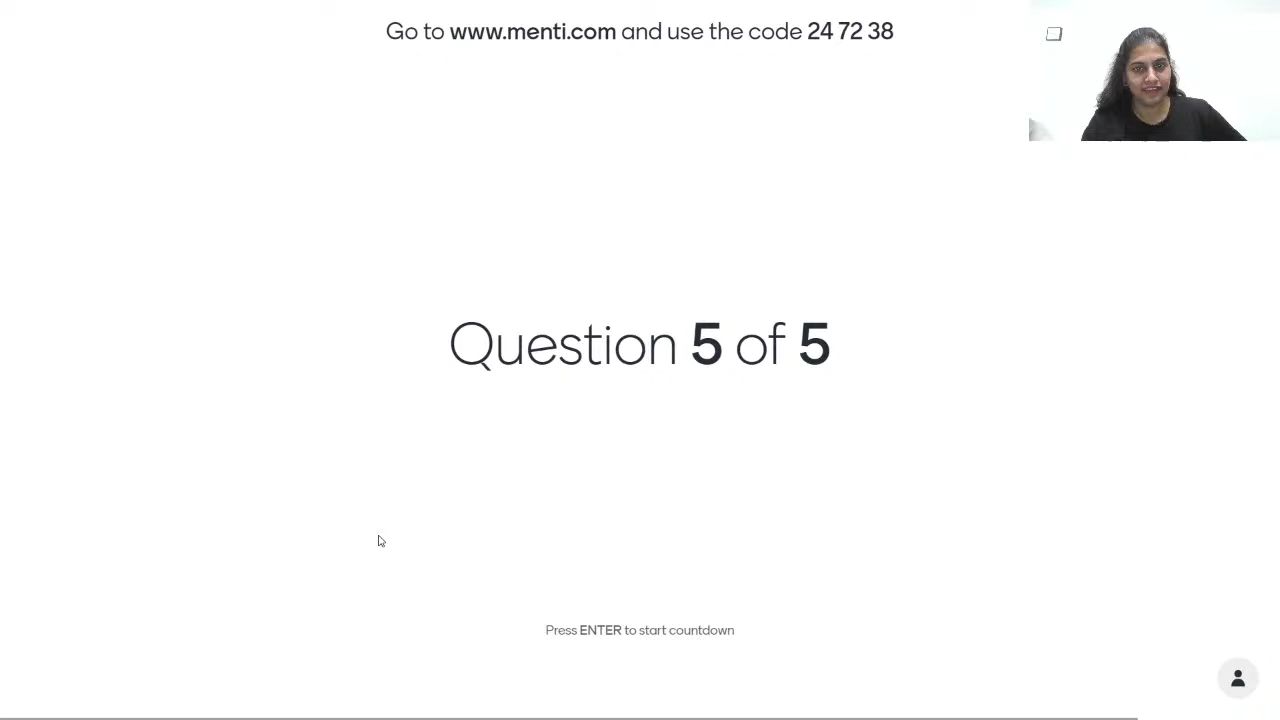 Go to www.menti.com and use the code 24 72 38
Question 5 of 5
Press ENTER to start countdown